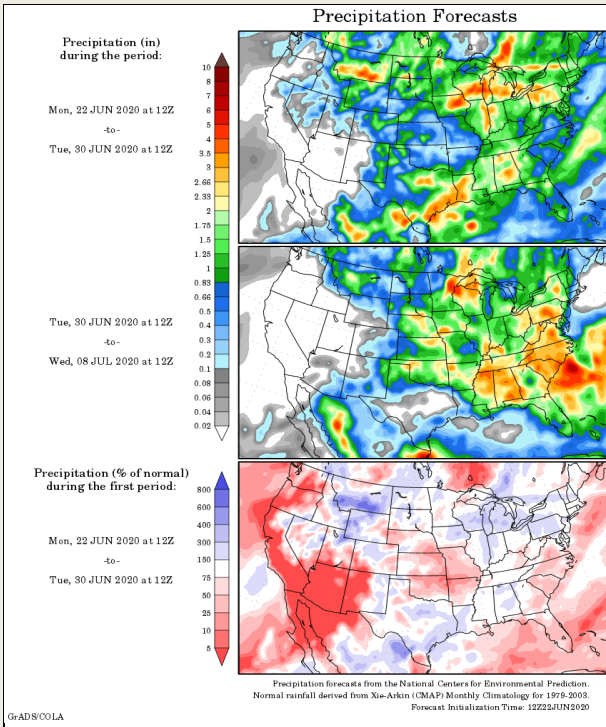 Precipitation Forecasts
Precipitation (in)
during the period:
Mon, 22 JUN 2020 at 12Z
-to-
Tue, 30 JUN 2020 at 12Z
10
8
7
6
5
4
3.5
3
2.66
2.33
2
1.75
1.5
1.25
1
0.83
0.66
0.5
0.4
0.3
0.2
0.1
0.08
0.06
0.04
0.02
Tue, 30 JUN 2020 at 12Z
-to-
Wed, 08 JUL 2020 at 12Z
Precipitation (% of normal)
during the first period:
Mon, 22 JUN 2020 at 12Z
-to-
Tue, 30 JUN 2020 at 12Z
800
600
400
300
150
75
50
25
10
5
Precipitation forecasts from the National Centers for Environmental Prediction.
Normal rainfall derived from Xie-Arkin (CMAP) Monthly Climatology for 1979-2003.
Forecast Initialization Time: 12Z22JUN2020
GrADS/COLA